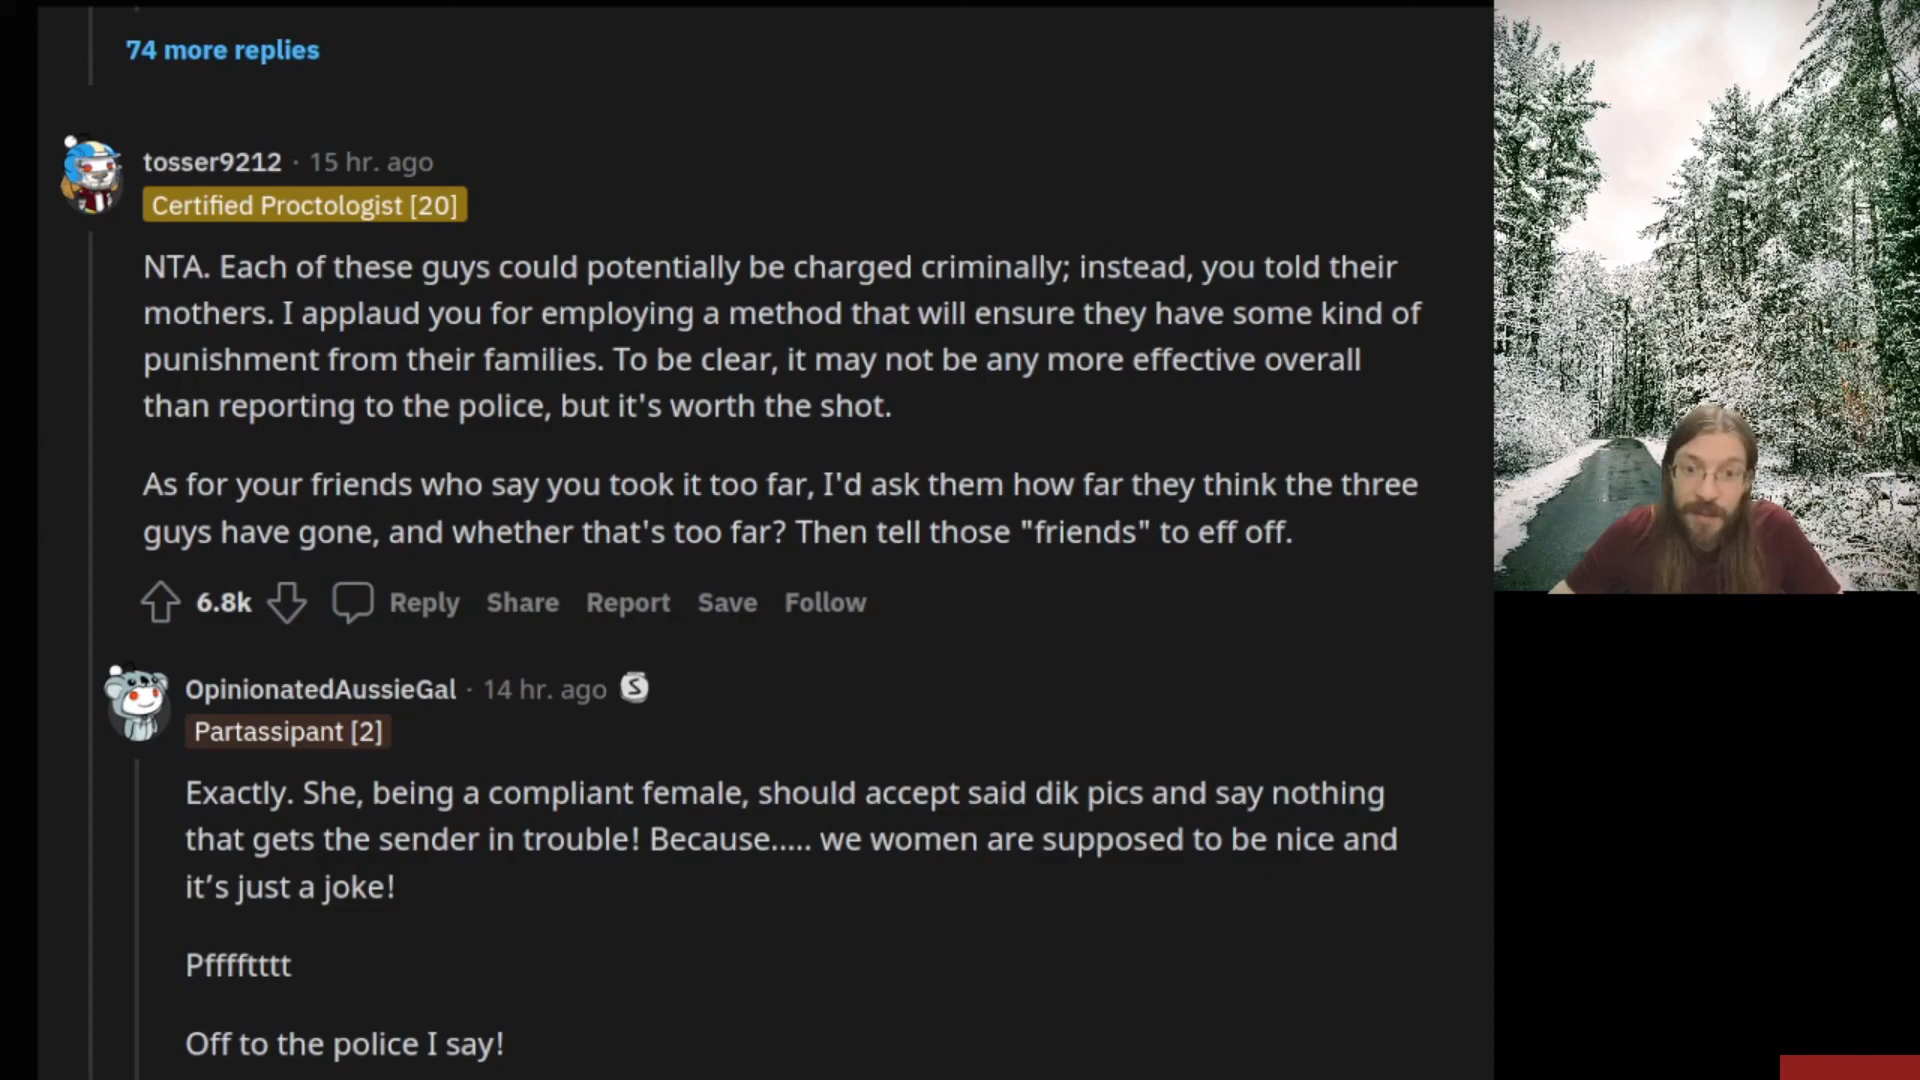 74 more replies
tosser9212 · 15 hr. ago
Certified Proctologist [20]
NTA. Each of these guys could potentially be charged criminally; instead, you told their
mothers. I applaud you for employing a method that will ensure they have some kind of
punishment from their families. To be clear, it may not be any more effective overall
than reporting to the police, but it's worth the shot.
As for your friends who say you took it too far, I'd ask them how far they think the three
guys have gone, and whether that's too far? Then tell those "friends" to eff off.
6.8k Reply Share Report Save Follow
OpinionatedAussieGal · 14 hr. ago S
Partassipant [2]
Exactly. She, being a compliant female, should accept said dik pics and say nothing
that gets the sender in trouble! Because..... we women are supposed to be nice and
it’s just a joke!
Pfffftttt
Off to the police I say!